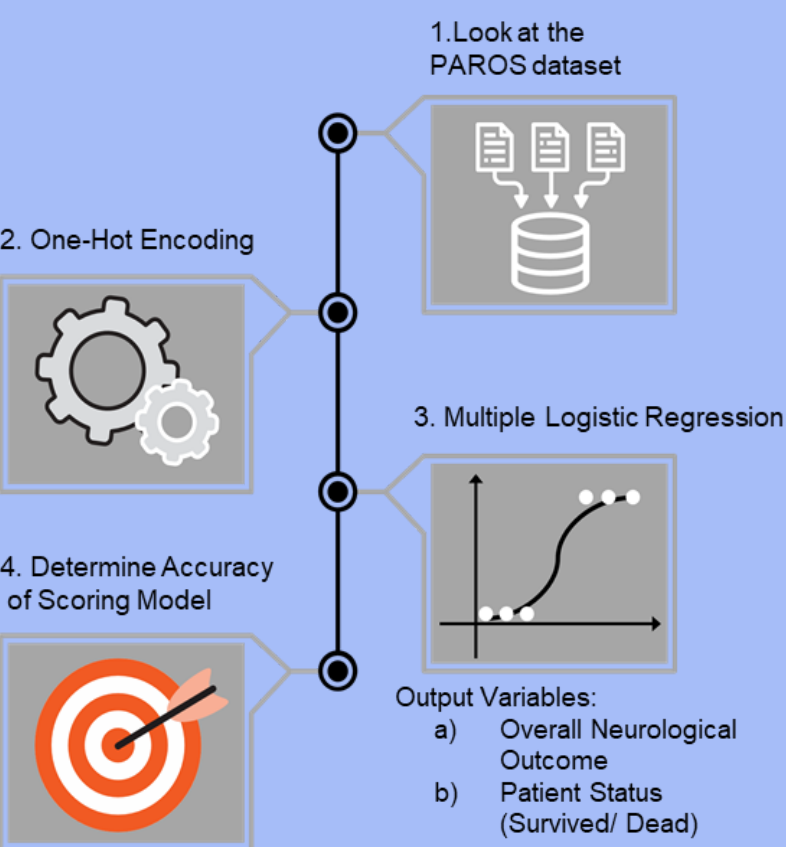 1.Look at the
PAROS dataset
2. One-Hot Encoding
3. Multiple Logistic Regression
4. Determine Accuracy
of Scoring Model
Output Variables:
a) Overall Neurological
Outcome
b) Patient Status
(Survived/ Dead)